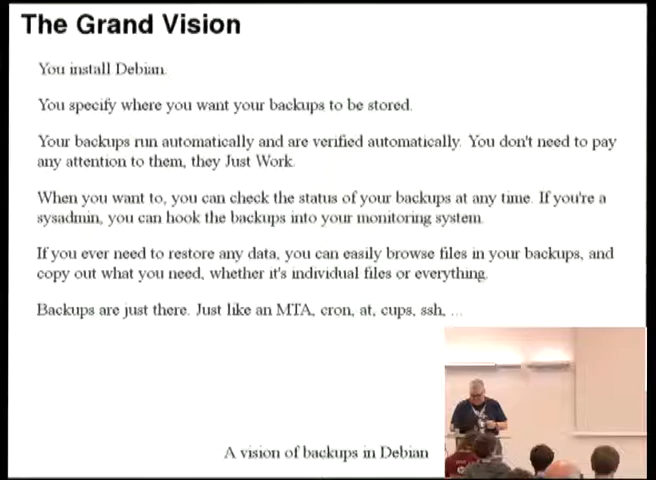 The Grand Vision
You install Debian.
You specify where you want your backups to be stored.
Your backups run automatically and are verified automatically. You don't need to pay
any attention to them, they Just Work.
When you want to, you can check the status of your backups at any time. If you're a
sysadmin, you can hook the backups into your monitoring system.
If you ever need to restore any data, you can easily browse files in your backups, and
copy out what you need, whether it's individual files or everything.
Backups are just there. Just like an MTA, cron, at, cups, ssh, ...
A vision of backups in Debian